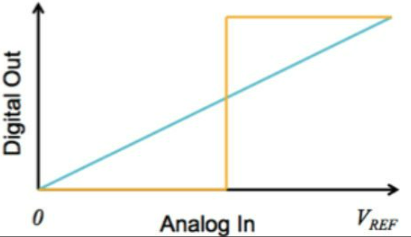 Digital Out
0
Analog In
VREF